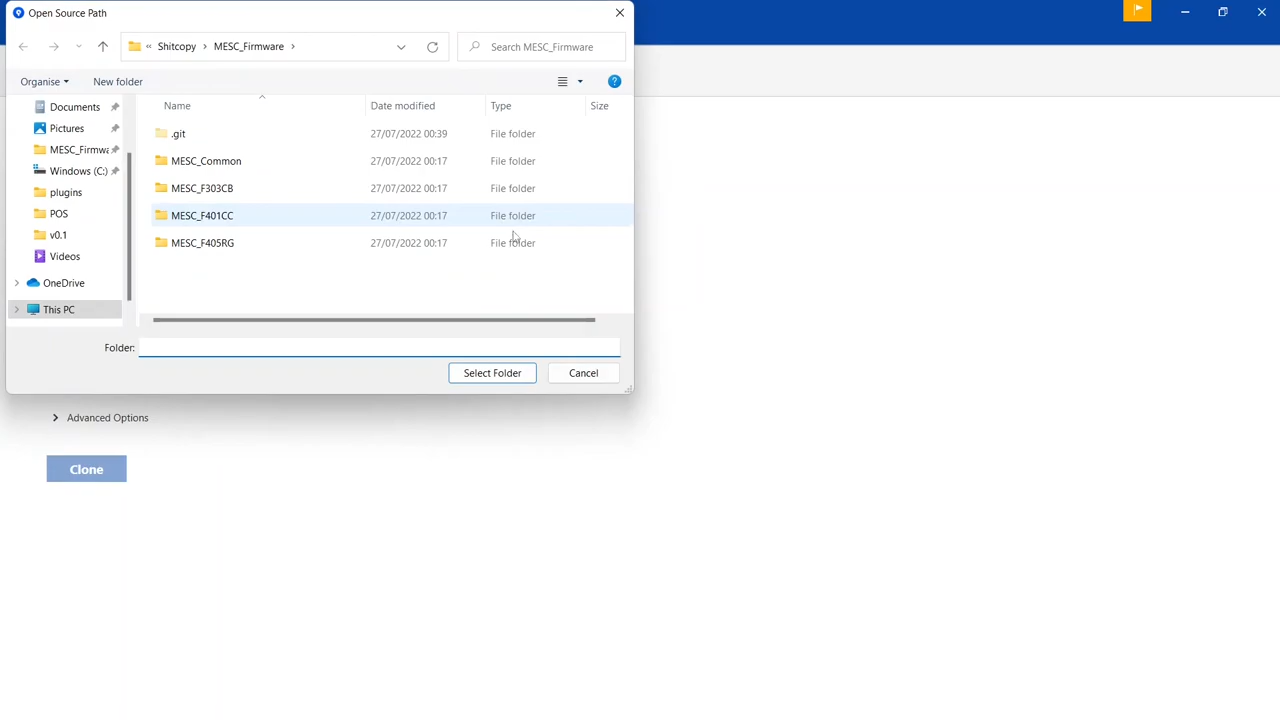 Open Source Path
« Shitcopy > MESC_Firmware >
Search MESC_Firmware
Organise
New folder
Name Date modified Type Size
.git 27/07/2022 00:39 File folder
MESC_Common 27/07/2022 00:17 File folder
MESC_F303CB 27/07/2022 00:17 File folder
MESC_F401CC 27/07/2022 00:17 File folder
MESC_F405RG 27/07/2022 00:17 File folder
Documents
Pictures
MESC_Firmwa
Windows (C:)
plugins
POS
v0.1
Videos
OneDrive
This PC
Folder:
Select Folder
Cancel
Advanced Options
Clone